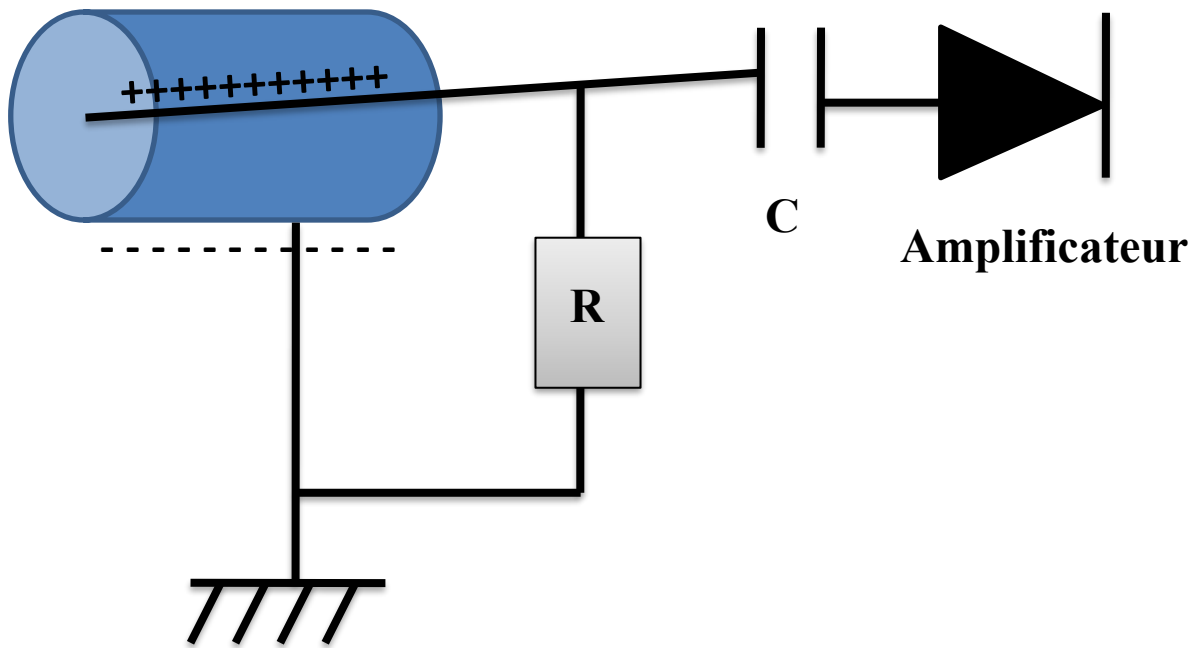 ++++++++++
C
Amplificateur
- - - - - - - - - - - -
R